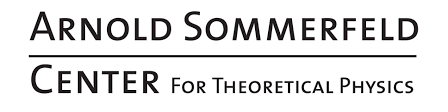 ARNOLD SOMMERFELD
CENTER FOR THEORETICAL PHYSICS